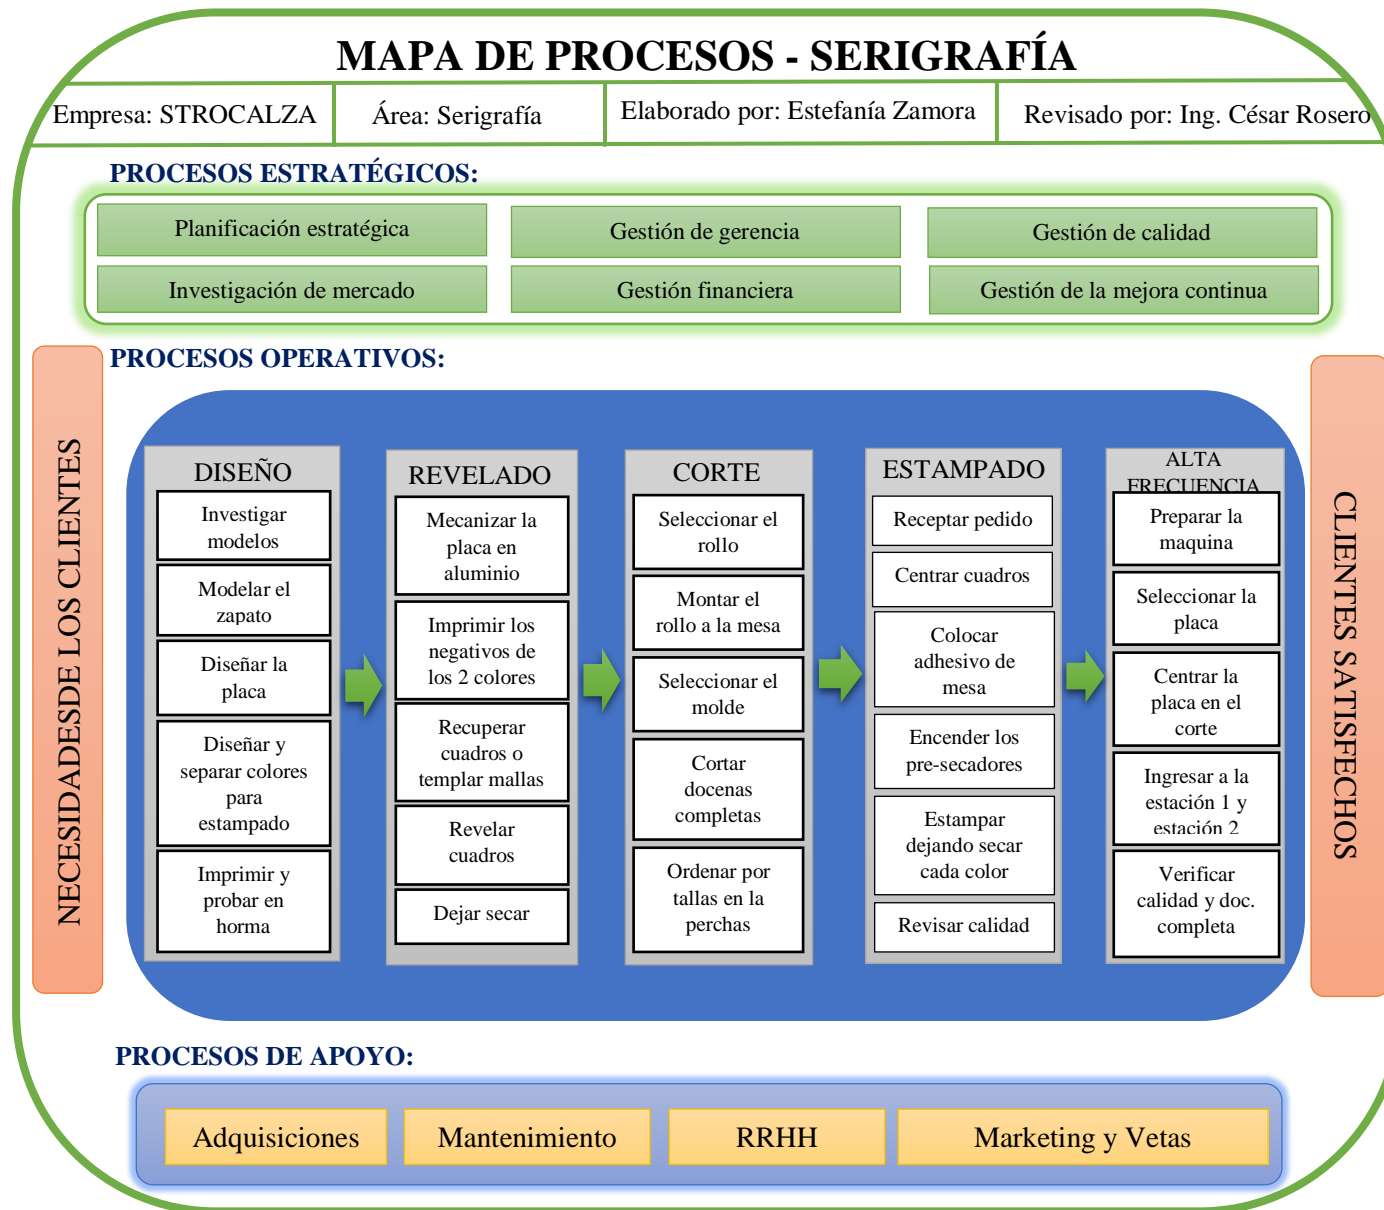 MAPA DE PROCESOS - SERIGRAFÍA
Empresa: STROCALZA
Área: Serigrafía
Elaborado por: Estefanía Zamora
Revisado por: Ing. César Rosero
PROCESOS ESTRATÉGICOS:
Planificación estratégica
Gestión de gerencia
Gestión de calidad
Investigación de mercado
Gestión financiera
Gestión de la mejora continua
PROCESOS OPERATIVOS:
NECESIDADESDE LOS CLIENTES
DISEÑO
Investigar
modelos
Modelar el
zapato
Diseñar la
placa
Diseñar y
separar colores
para
estampado
Imprimir y
probar en
horma
REVELADO
Mecanizar la
placa en
aluminio
Imprimir los
negativos de
los 2 colores
Recuperar
cuadros o
templar mallas
Revelar
cuadros
Dejar secar
CORTE
Seleccionar el
rollo
Montar el
rollo a la mesa
Seleccionar el
molde
Cortar
docenas
completas
Ordenar por
tallas en la
perchas
ESTAMPADO
Receptar pedido
Centrar cuadros
Colocar
adhesivo de
mesa
Encender los
pre-secadores
Estampar
dejando secar
cada color
Revisar calidad
ALTA
FRECUENCIA
Preparar la
maquina
Seleccionar la
placa
Centrar la
placa en el
corte
Ingresar a la
estación 1 y
estación 2
Verificar
calidad y doc.
completa
CLIENTES SATISFECHOS
PROCESOS DE APOYO:
Adquisiciones
Mantenimiento
RRHH
Marketing y Vetas